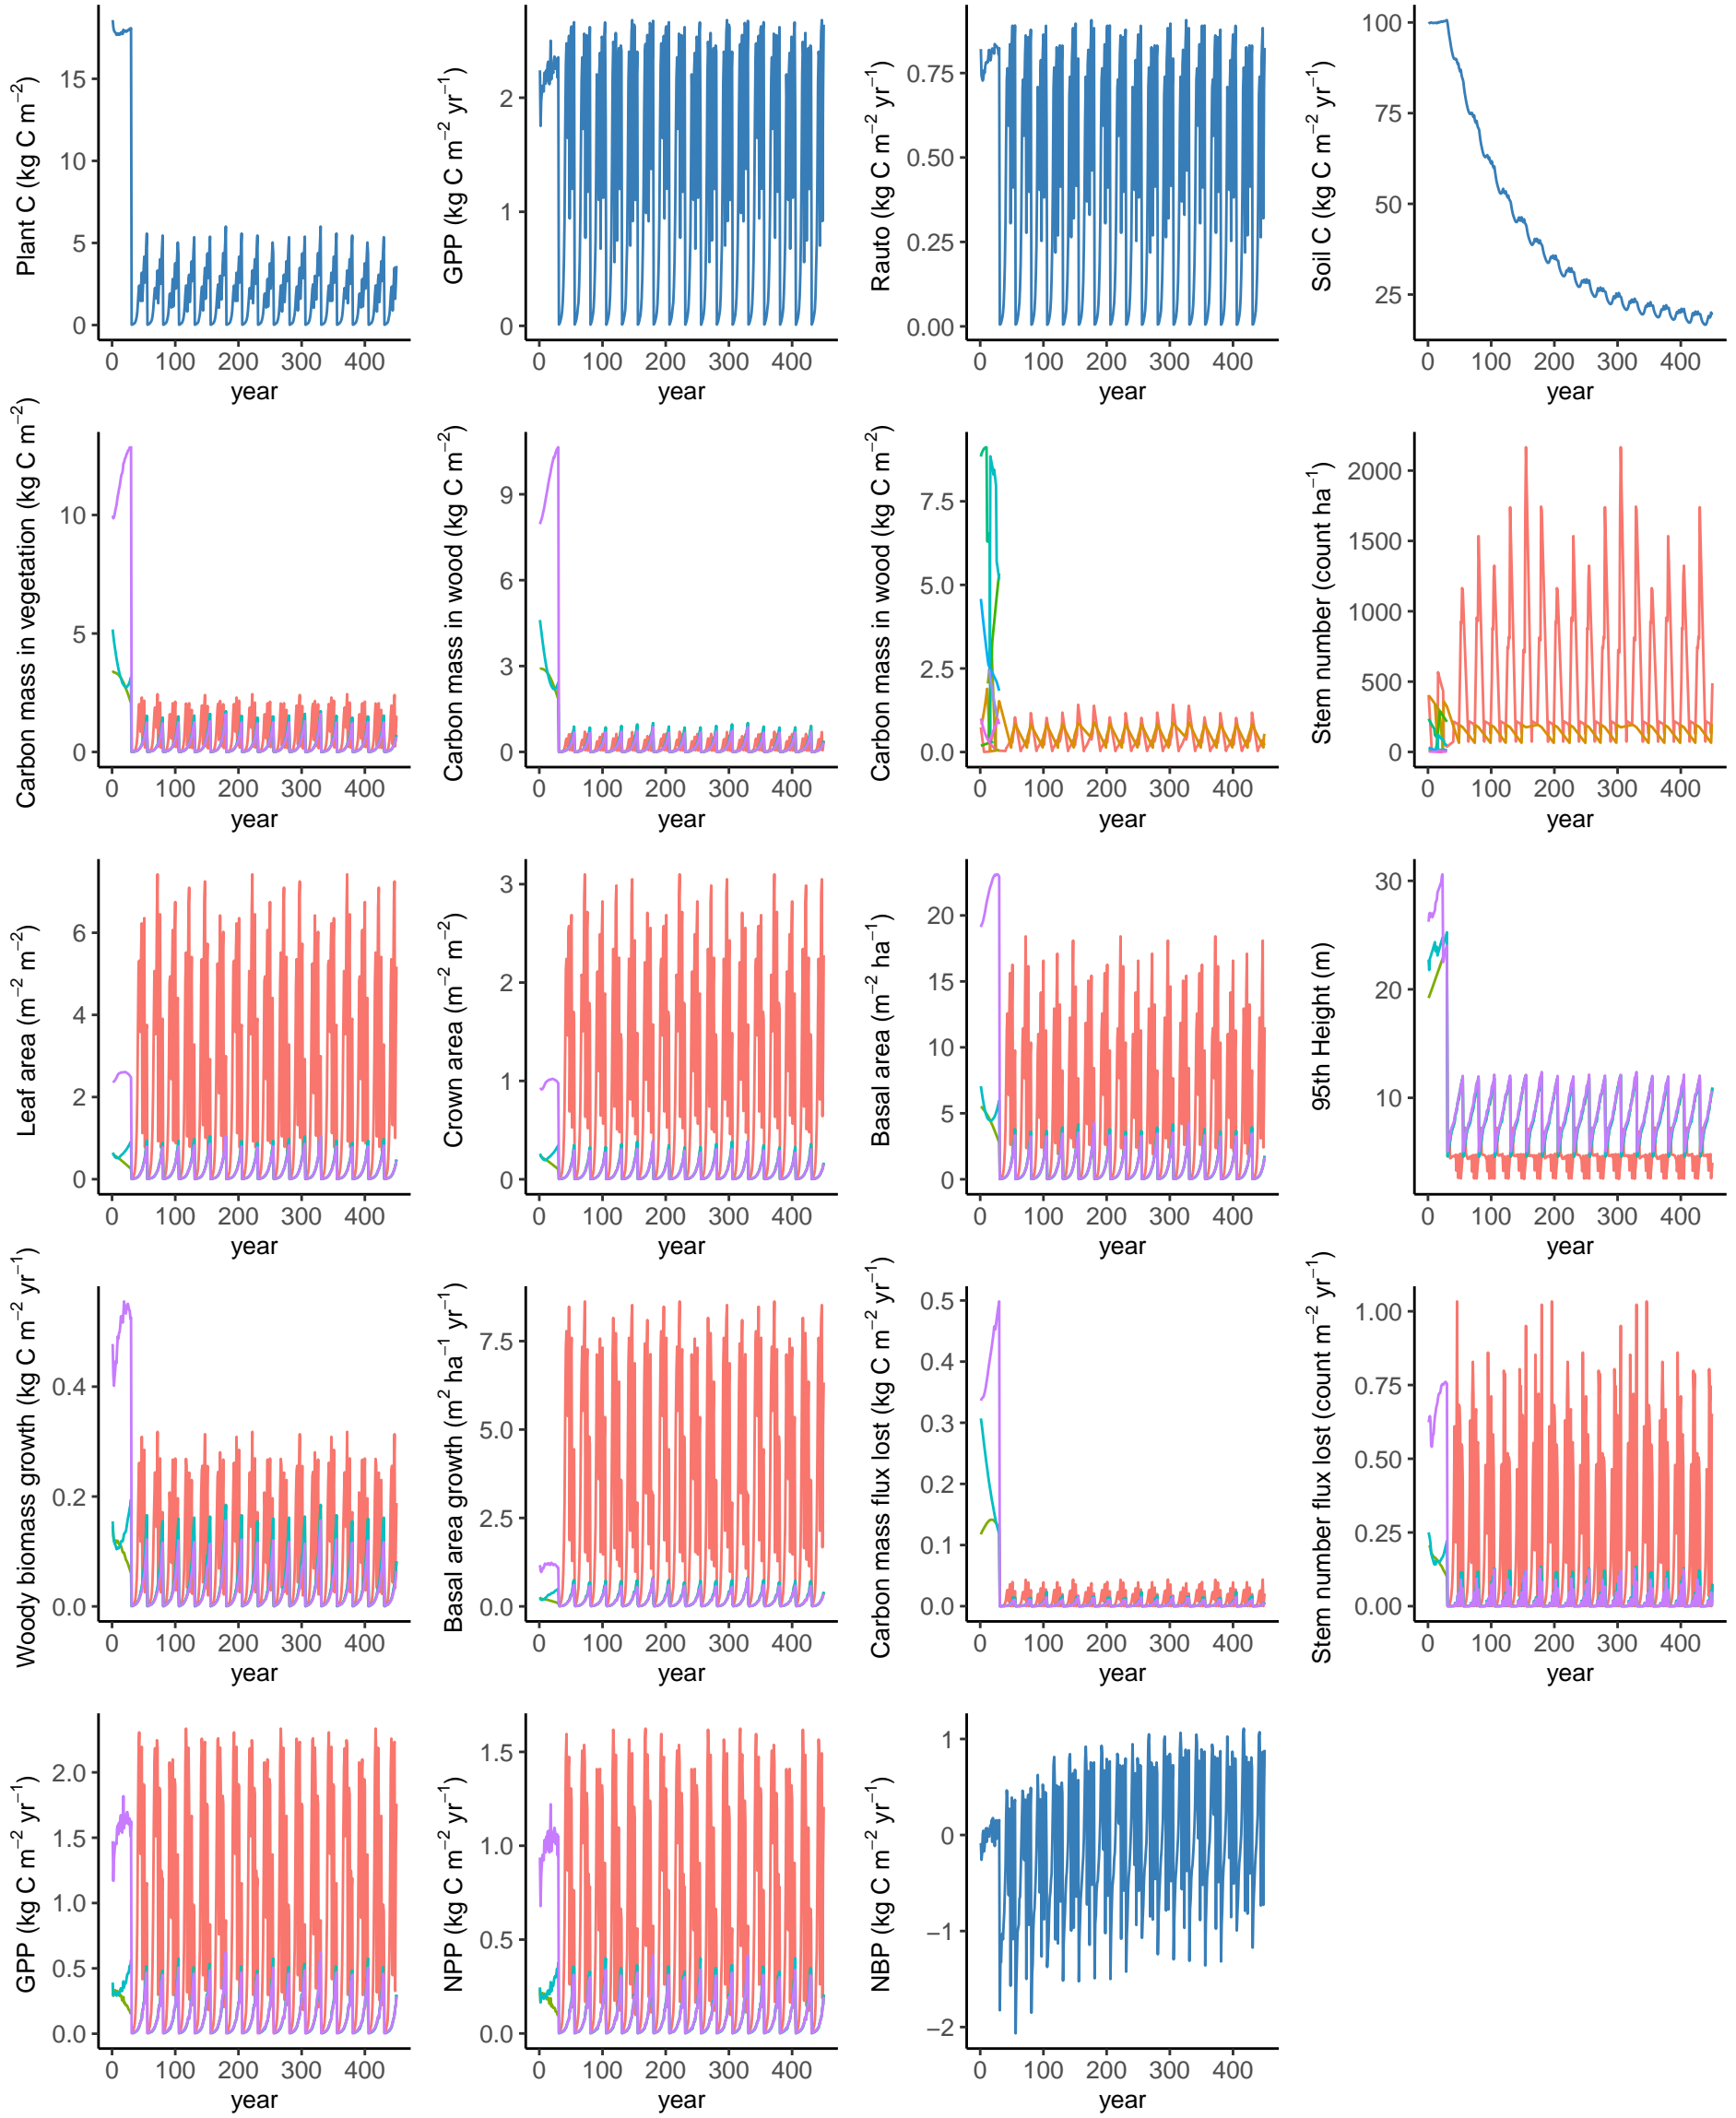 Plant C (kg C m⁻²)
15
10
5
0
0 100 200 300 400
year
GPP (kg C m⁻² yr⁻¹)
2
1
0
0 100 200 300 400
year
Rauto (kg C m⁻² yr⁻¹)
0.75
0.50
0.25
0.00
0 100 200 300 400
year
Soil C (kg C m⁻² yr⁻¹)
100
75
50
25
0 100 200 300 400
year
Carbon mass in vegetation (kg C m⁻²)
10
5
0
0 100 200 300 400
year
Carbon mass in wood (kg C m⁻²)
9
6
3
0
0 100 200 300 400
year
Carbon mass in wood (kg C m⁻²)
7.5
5.0
2.5
0.0
0 100 200 300 400
year
Stem number (count ha⁻¹)
2000
1500
1000
500
0
0 100 200 300 400
year
Leaf area (m⁻² m⁻²)
6
4
2
0
0 100 200 300 400
year
Crown area (m⁻² m⁻²)
3
2
1
0
0 100 200 300 400
year
Basal area (m⁻² ha⁻¹)
20
15
10
5
0
0 100 200 300 400
year
95th Height (m)
30
20
10
0 100 200 300 400
year
Woody biomass growth (kg C m⁻² yr⁻¹)
0.4
0.2
0.0
0 100 200 300 400
year
Basal area growth (m² ha⁻¹ yr⁻¹)
7.5
5.0
2.5
0.0
0 100 200 300 400
year
Carbon mass flux lost (kg C m⁻² yr⁻¹)
0.5
0.4
0.3
0.2
0.1
0.0
0 100 200 300 400
year
Stem number flux lost (count m⁻² yr⁻¹)
1.00
0.75
0.50
0.25
0.00
0 100 200 300 400
year
GPP (kg C m⁻² yr⁻¹)
2.0
1.5
1.0
0.5
0.0
0 100 200 300 400
year
NPP (kg C m⁻² yr⁻¹)
1.5
1.0
0.5
0.0
0 100 200 300 400
year
NBP (kg C m⁻² yr⁻¹)
1
0
−1
−2
0 100 200 300 400
year